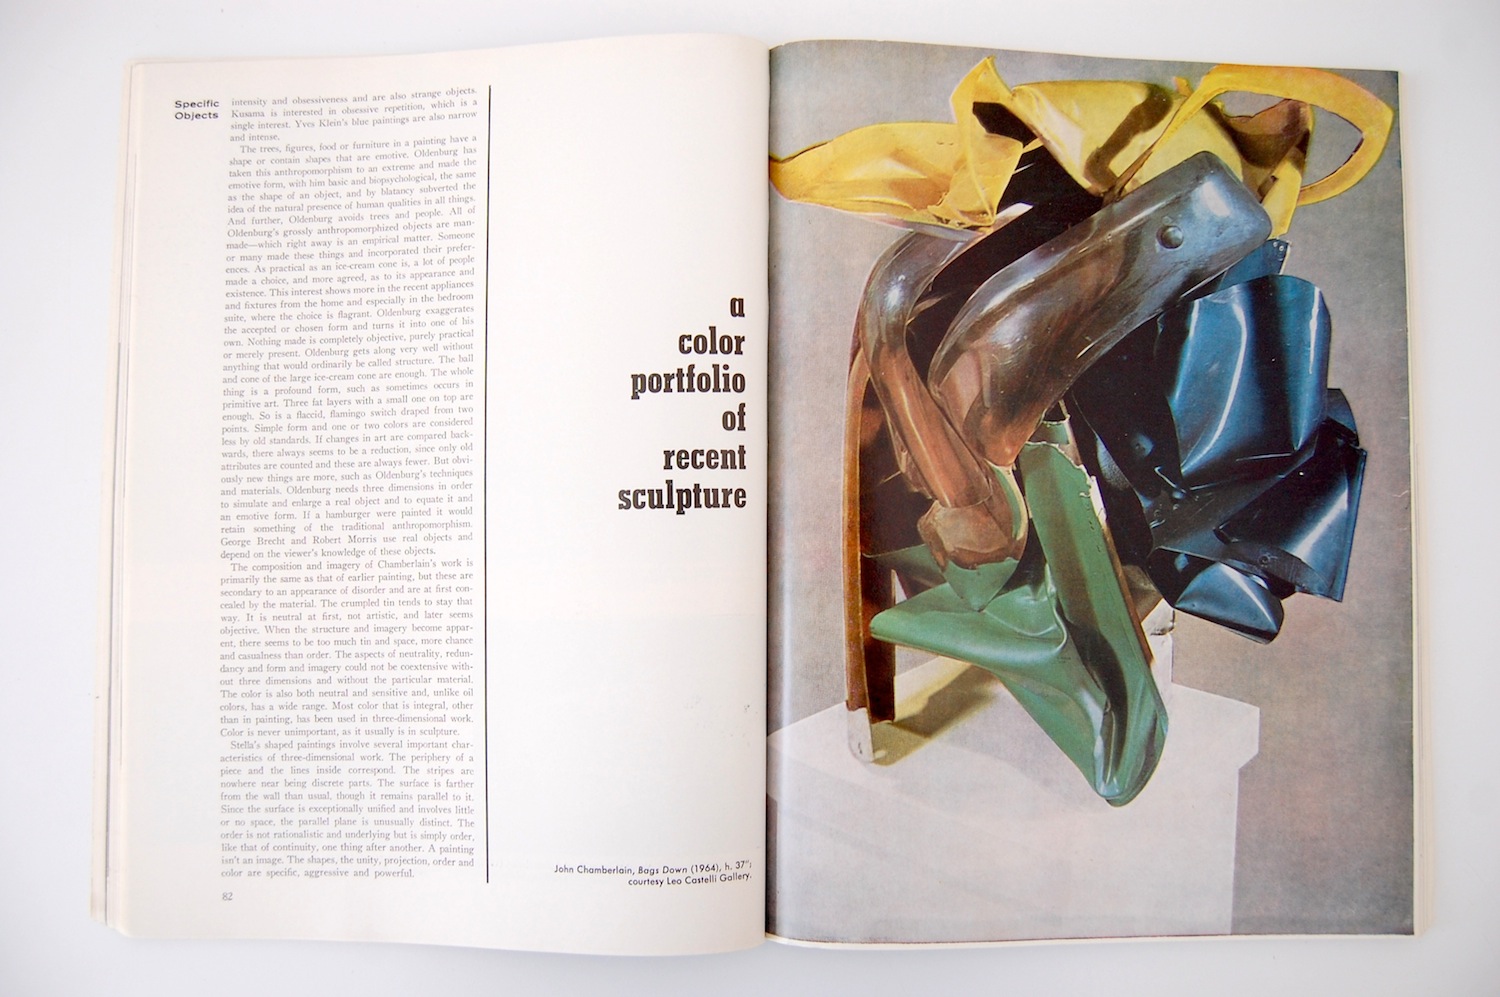 Specific
Objects
intensity and obsessiveness and are also strange objects.
Kusama is interested in obsessive repetition, which is a
single interest. Yves Klein's blue paintings are also narrow
and intense.
The trees, figures, food or furniture in a painting have a
shape or contain shapes that are emotive. Oldenburg has
taken this anthropomorphism to an extreme and made the
emotive form, with him basic and biopsychological, the same
as the shape of an object, and by blatancy subverted the
idea of the natural presence of human qualities in all things.
And further, Oldenburg avoids trees and people. All of
Oldenburg's grossly anthropomorphized objects are man-
made—which right away is an empirical matter. Someone
or many made these things and incorporated their prefer-
ences. As practical as an ice-cream cone is, a lot of people
made a choice, and more agreed, as to its appearance and
existence. This interest shows more in the recent appliances
and fixtures from the home and especially in the bedroom
suite, where the choice is flagrant. Oldenburg exaggerates
the accepted or chosen form and turns it into one of his
own. Nothing made is completely objective, purely practical
or merely present. Oldenburg gets along very well without
anything that would ordinarily be called structure. The ball
and cone of the large ice-cream cone are enough. The whole
thing is a profound form, such as sometimes occurs in
primitive art. Three fat layers with a small one on top are
enough. So is a flaccid, flamingo switch draped from two
points. Simple form and one or two colors are considered
less by old standards. If changes in art are compared back-
wards, there always seems to be a reduction, since only old
attributes are counted and these are always fewer. But obvi-
ously new things are more, such as Oldenburg's techniques
and materials. Oldenburg needs three dimensions in order
to simulate and enlarge a real object and to equate it and
an emotive form. If a hamburger were painted it would
retain something of the traditional anthropomorphism.
George Brecht and Robert Morris use real objects and
depend on the viewer's knowledge of these objects.
The composition and imagery of Chamberlain's work is
primarily the same as that of earlier painting, but these are
secondary to an appearance of disorder and are at first con-
cealed by the material. The crumpled tin tends to stay that
way. It is neutral at first, not artistic, and later seems
objective. When the structure and imagery become appar-
ent, there seems to be too much tin and space, more chance
and casualness than order. The aspects of neutrality, redun-
dancy and form and imagery could not be coextensive with-
out three dimensions and without the particular material.
The color is also both neutral and sensitive and, unlike oil
colors, has a wide range. Most color that is integral, other
than in painting, has been used in three-dimensional work.
Color is never unimportant, as it usually is in sculpture.
Stella's shaped paintings involve several important char-
acteristics of three-dimensional work. The periphery of a
piece and the lines inside correspond. The stripes are
nowhere near being discrete parts. The surface is farther
from the wall than usual, though it remains parallel to it.
Since the surface is exceptionally unified and involves little
or no space, the parallel plane is unusually distinct. The
order is not rationalistic and underlying but is simply order,
like that of continuity, one thing after another. A painting
isn't an image. The shapes, the unity, projection, order and
color are specific, aggressive and powerful.
82
a
color
portfolio
of
recent
sculpture
John Chamberlain, Bags Down (1964), h. 37";
courtesy Leo Castelli Gallery.